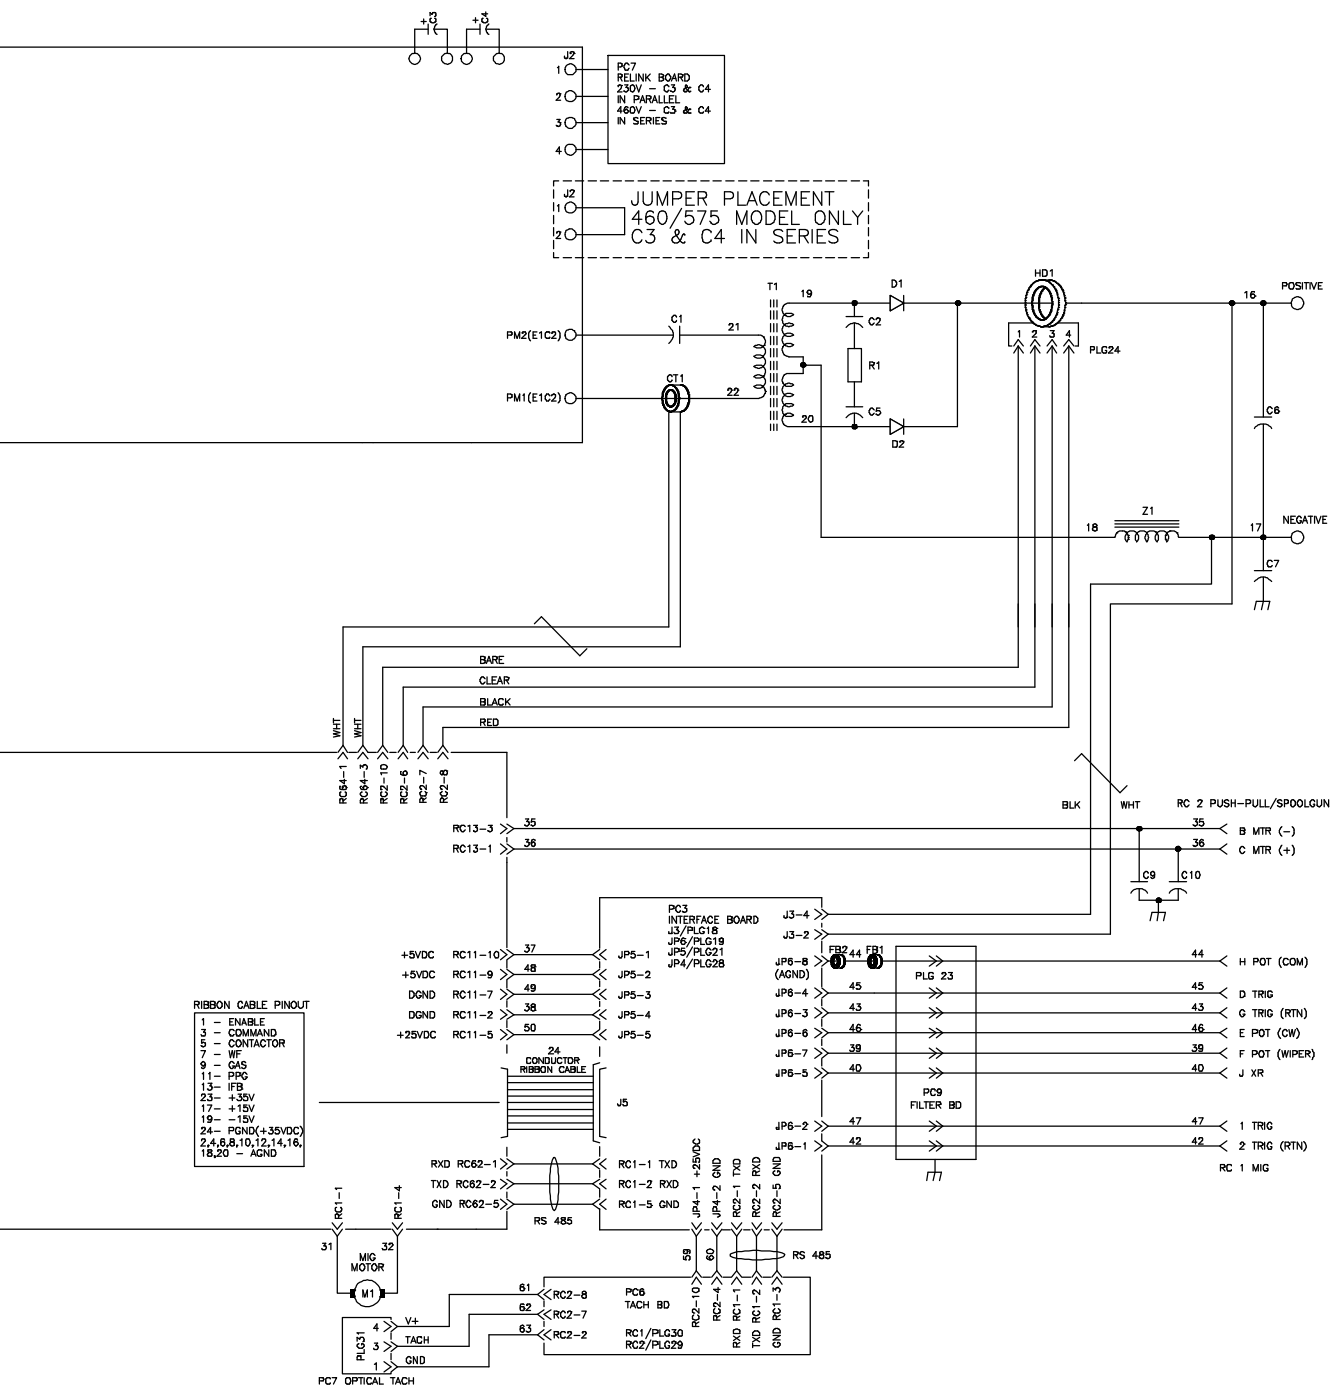 + C3
+ C4
J2
1
2
3
4
PC7
RELINK BOARD
230V - C3 & C4
IN PARALLEL
460V - C3 & C4
IN SERIES
J2
1
2
JUMPER PLACEMENT
460/575 MODEL ONLY
C3 & C4 IN SERIES
PM2(E1C2)
C1
21
PM1(E1C2)
CT1
22
T1
19
20
D1
C2
R1
C5
D2
HD1
1 2 3 4
PLG24
16
POSITIVE
C6
18
Z1
17
NEGATIVE
C7
BARE
CLEAR
BLACK
RED
WHT
WHT
RC64-1
RC64-3
RC2-10
RC2-6
RC2-7
RC2-8
BLK
WHT
RC 2 PUSH-PULL/SPOOLGUN
RC13-3 35
35 B MTR (-)
RC13-1 36
36 C MTR (+)
C9
C10
PC3
INTERFACE BOARD
J3/PLG18
JP6/PLG19
JP5/PLG21
JP4/PLG28
J3-4
J3-2
+5VDC RC11-10 37 JP5-1
+5VDC RC11-9 48 JP5-2
DGND RC11-7 49 JP5-3
DGND RC11-2 38 JP5-4
+25VDC RC11-5 50 JP5-5
JP6-8 FB2 44 FB1
(AGND)
PLG 23
44 H POT (COM)
JP6-4 45
45 D TRIG
JP6-3 43
43 G TRIG (RTN)
JP6-6 46
46 E POT (CW)
JP6-7 39
39 F POT (WIPER)
JP6-5 40
40 J XR
PC9
FILTER BD
JP6-2 47
47 1 TRIG
JP6-1 42
42 2 TRIG (RTN)
RC 1 MIG
24
CONDUCTOR
RIBBON CABLE
J5
RIBBON CABLE PINOUT
1 - ENABLE
3 - COMMAND
5 - CONTACTOR
7 - WF
9 - GAS
11- PPG
13- IFB
23- +35V
17- +15V
19- -15V
24- PGND(+35VDC)
2,4,6,8,10,12,14,16,
18,20 - AGND
RXD RC62-1 RC1-1 TXD
TXD RC62-2 RC1-2 RXD
GND RC62-5 RC1-5 GND
RS 485
JP4-1 +25VDC
JP4-2 GND
RC2-1 TXD
RC2-2 RXD
RC2-5 GND
59
60
RS 485
RC1-1
RC1-4
31
32
MIG
MOTOR
M1
PC6
TACH BD
RC1/PLG30
RC2/PLG29
RC2-10
RC2-4
RXD RC1-1
TXD RC1-2
GND RC1-3
61 RC2-8
62 RC2-7
63 RC2-2
PLG31
4 V+
3 TACH
1 GND
PC7 OPTICAL TACH